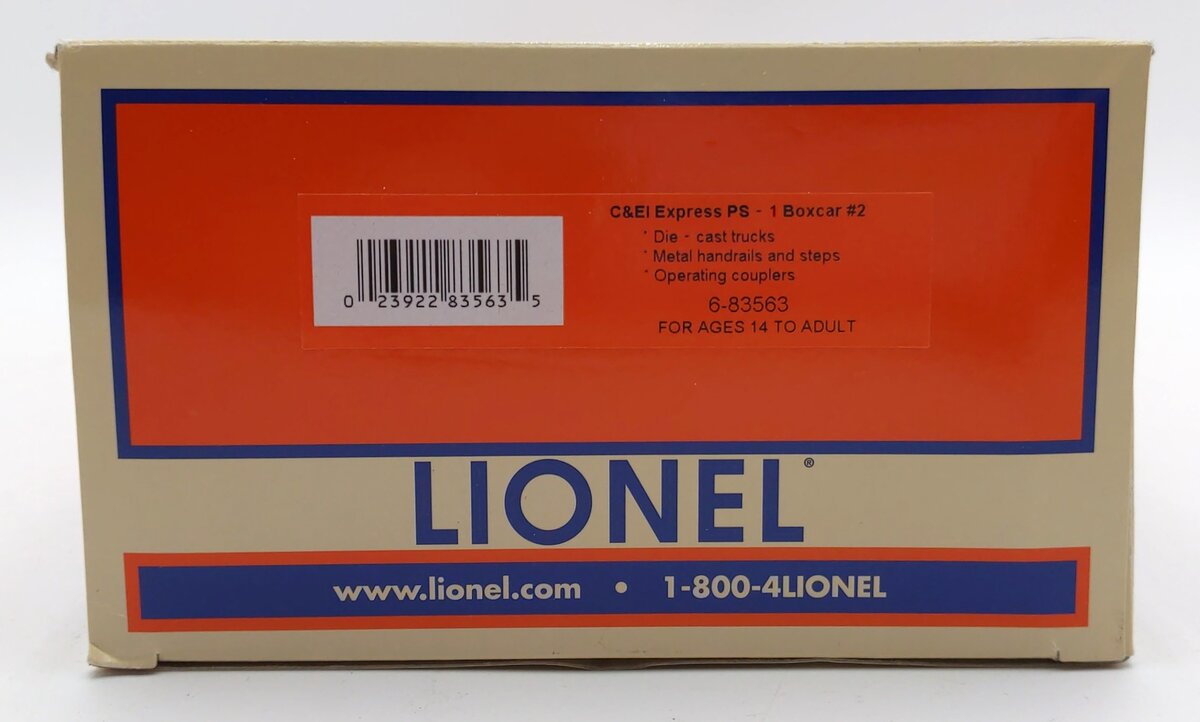 C&EI Express PS - 1 Boxcar #2
* Die - cast trucks
* Metal handrails and steps
* Operating couplers
6-83563
FOR AGES 14 TO ADULT
0 23922 83563 5
LIONEL®
www.lionel.com • 1-800-4LIONEL